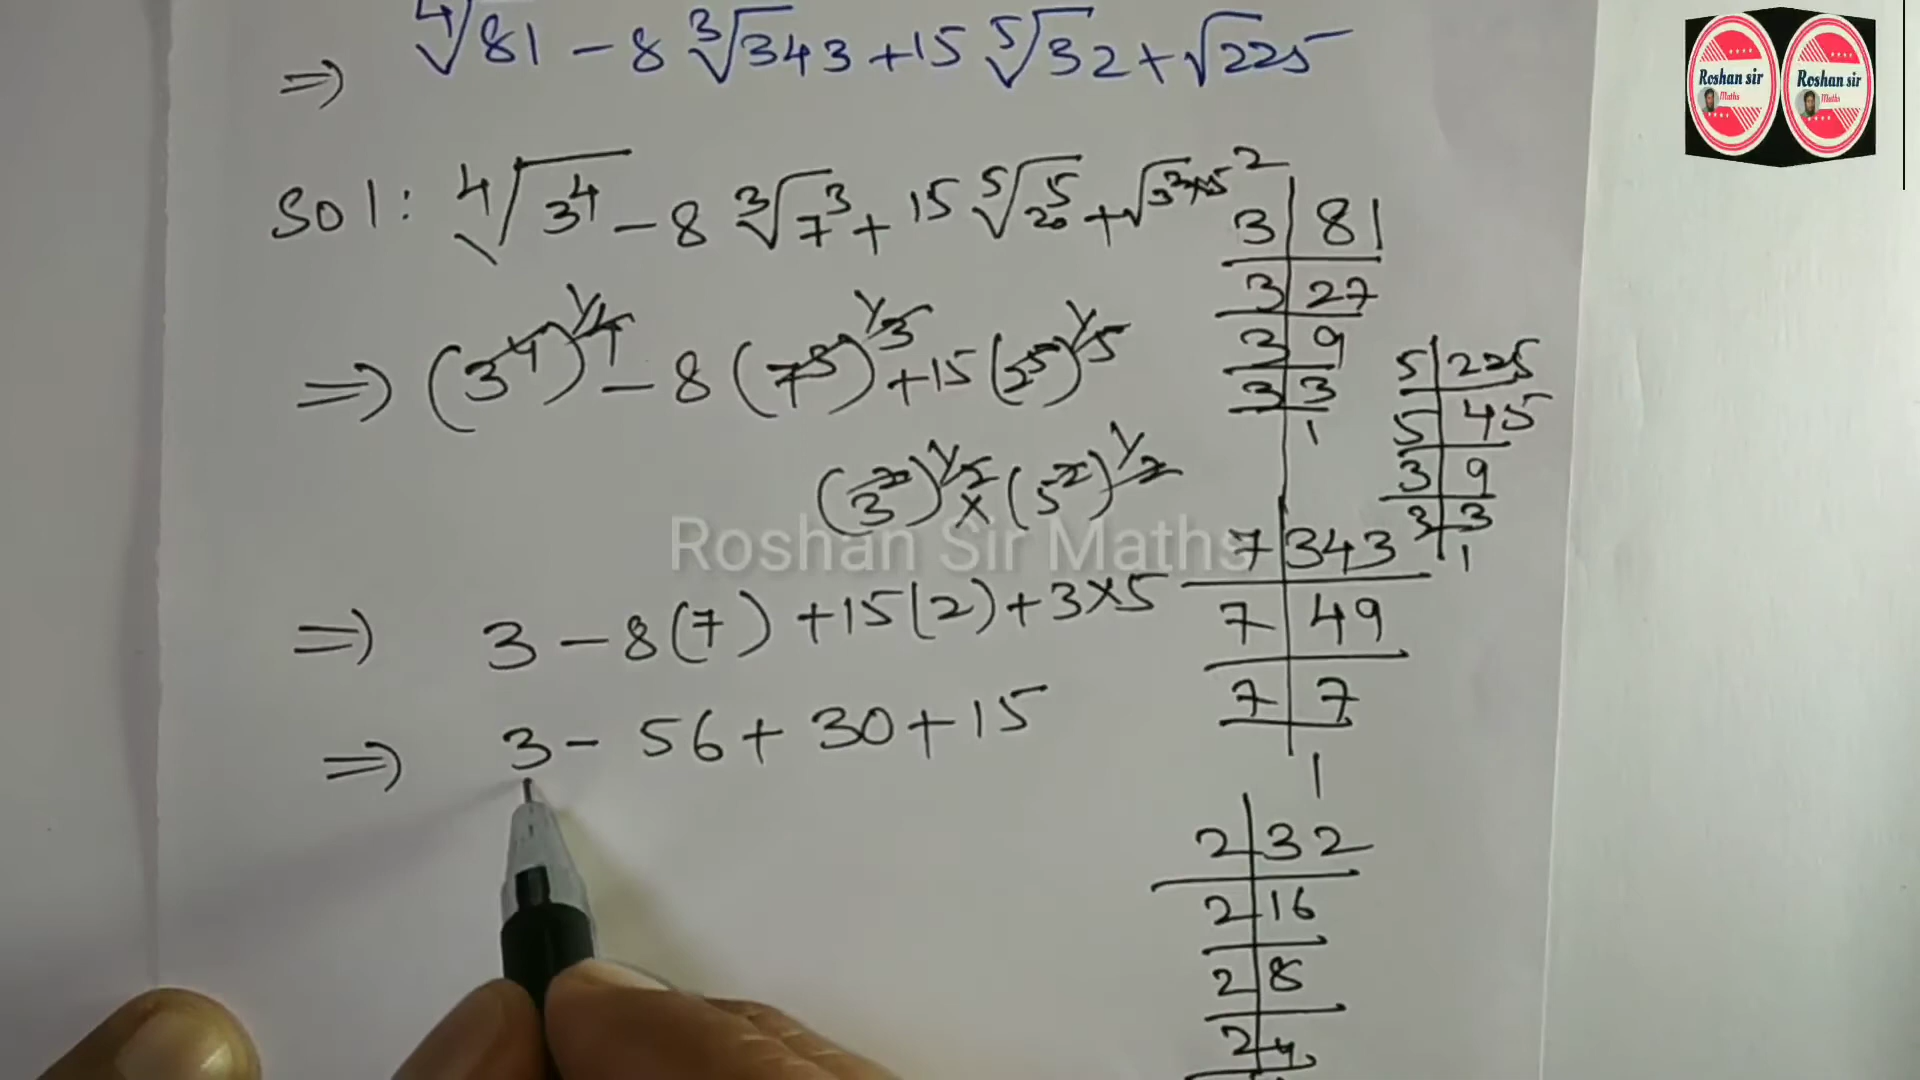 ⇒ ∜81 - 8 ∛343 + 15 ⁵√32 + √225
Sol: ∜3⁴ - 8 ∛7³ + 15 ⁵√2⁵ + √3²×5²
⇒ (3⁴)^1/4 - 8 (7³)^1/3 + 15 (2⁵)^1/5
(3²)^1/2 × (5²)^1/2
⇒ 3 - 8(7) + 15(2) + 3×5
⇒ 3 - 56 + 30 + 15
3 | 81
3 | 27
3 | 9
3 | 3
1
5 | 225
5 | 45
3 | 9
3 | 3
1
7 | 343
7 | 49
7 | 7
1
2 | 32
2 | 16
2 | 8
2 | 4
Roshan Sir Maths
Roshan sir
Maths
Roshan sir
Maths